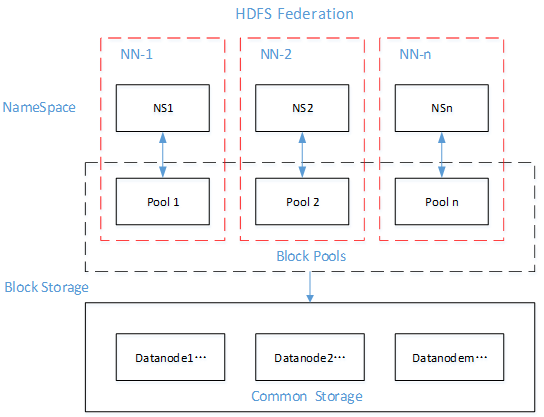 HDFS Federation
NN-1 NN-2 NN-n
NameSpace
NS1 NS2 NSn
Pool 1 Pool 2 Pool n
Block Pools
Block Storage
Datanode1··· Datanode2··· Datanodem···
Common Storage